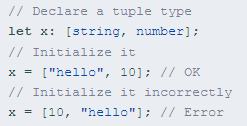 // Declare a tuple type
let x: [string, number];
// Initialize it
x = ["hello", 10]; // OK
// Initialize it incorrectly
x = [10, "hello"]; // Error